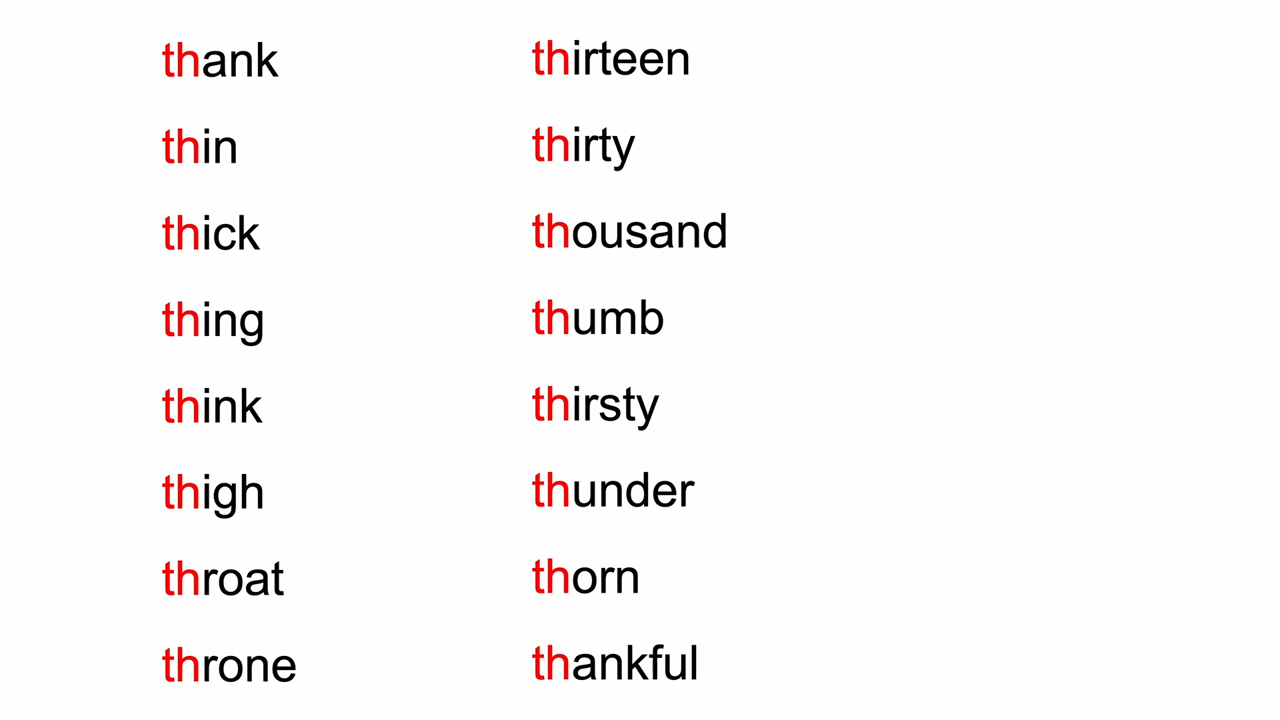 thank
thin
thick
thing
think
thigh
throat
throne
thirteen
thirty
thousand
thumb
thirsty
thunder
thorn
thankful